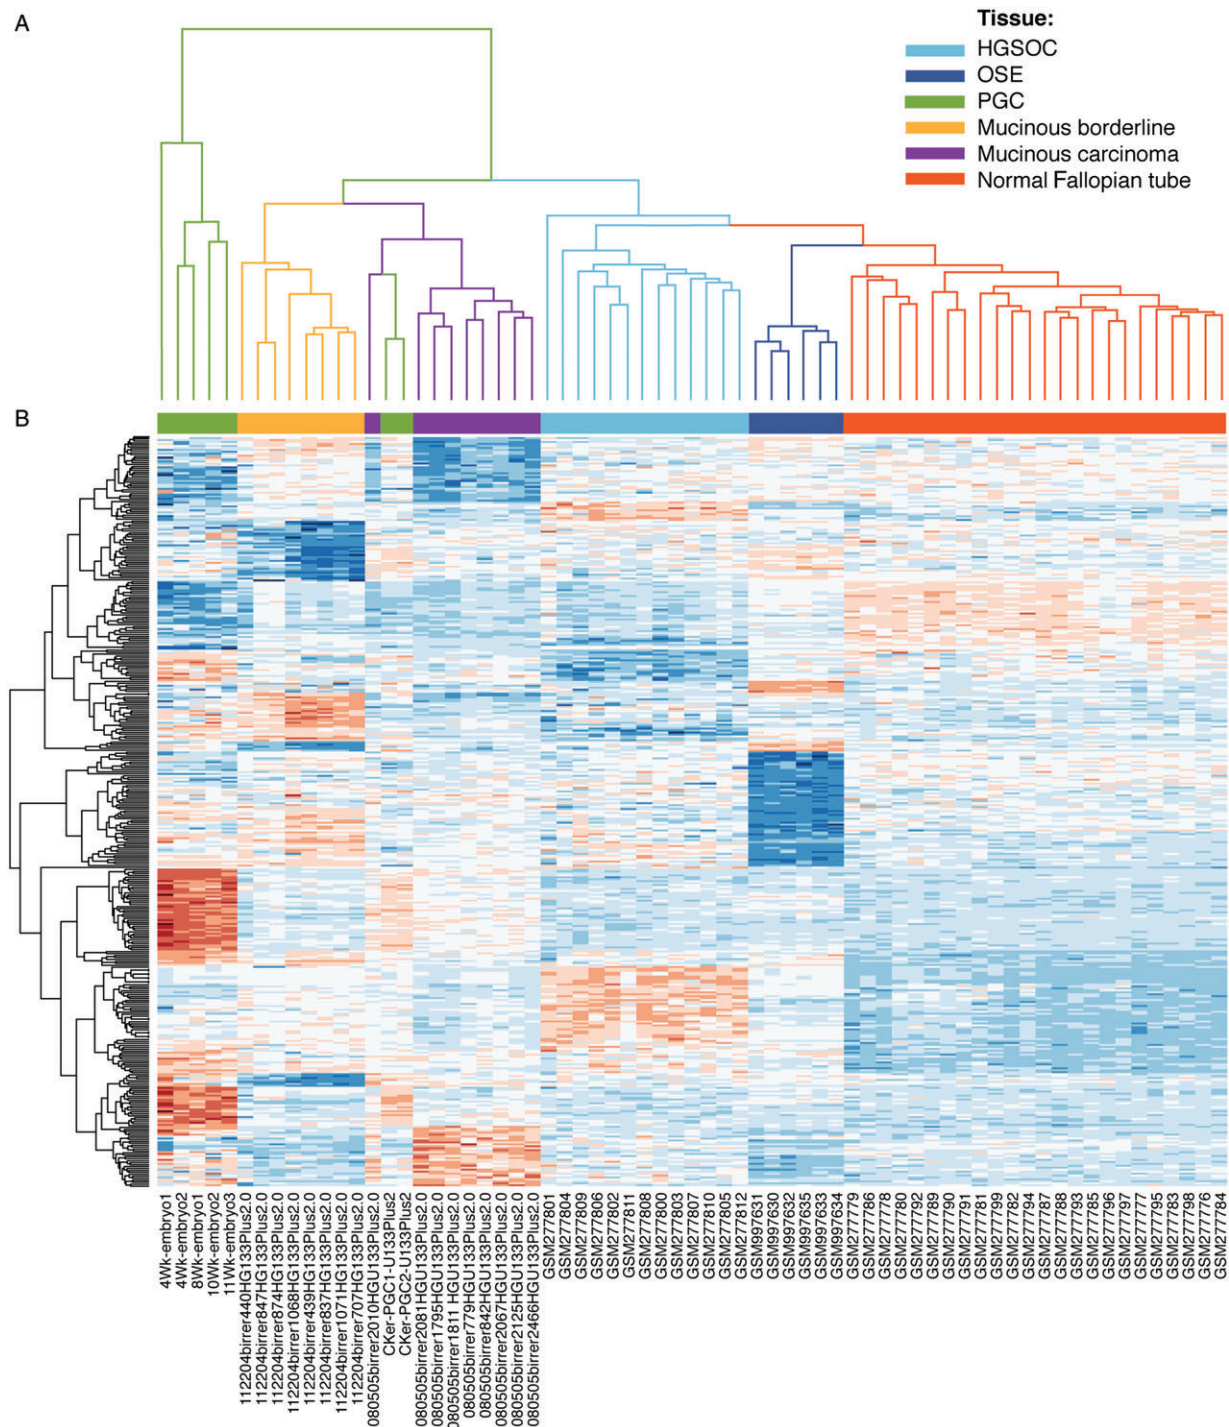 A
Tissue:
HGSOC
OSE
PGC
Mucinous borderline
Mucinous carcinoma
Normal Fallopian tube
B
4Wk-embryo1
4Wk-embryo2
8Wk-embryo1
10Wk-embryo2
11Wk-embryo3
112204birrer440HG133Plus2.0
112204birrer847HG133Plus2.0
112204birrer874HG133Plus2.0
112204birrer1068HG133Plus2.0
112204birrer439HG133Plus2.0
112204birrer837HG133Plus2.0
112204birrer1071HG133Plus2.0
112204birrer707HG133Plus2.0
080505birrer2010HGU133Plus2.0
CKer-PGC1-U133Plus2
CKer-PGC2-U133Plus2
080505birrer2081HGU133Plus2.0
080505birrer1795HGU133Plus2.0
080505birrer1811 HGU133Plus2.0
080505birrer779HGU133Plus2.0
080505birrer842HGU133Plus2.0
080505birrer2067HGU133Plus2.0
080505birrer2125HGU133Plus2.0
080505birrer2466HGU133Plus2.0
GSM277801
GSM277804
GSM277809
GSM277806
GSM277802
GSM277811
GSM277808
GSM277800
GSM277803
GSM277807
GSM277810
GSM277805
GSM277812
GSM997631
GSM997630
GSM997632
GSM997635
GSM997633
GSM997634
GSM277779
GSM277786
GSM277778
GSM277780
GSM277792
GSM277789
GSM277790
GSM277791
GSM277781
GSM277799
GSM277782
GSM277794
GSM277787
GSM277788
GSM277793
GSM277785
GSM277796
GSM277797
GSM277777
GSM277795
GSM277783
GSM277798
GSM277776
GSM277784